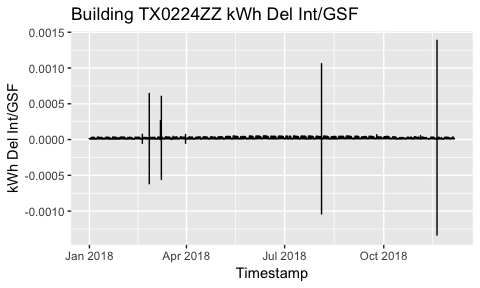 Building TX0224ZZ kWh Del Int/GSF
kWh Del Int/GSF
0.0015
0.0010
0.0005
0.0000
-0.0005
-0.0010
Jan 2018 Apr 2018 Jul 2018 Oct 2018
Timestamp